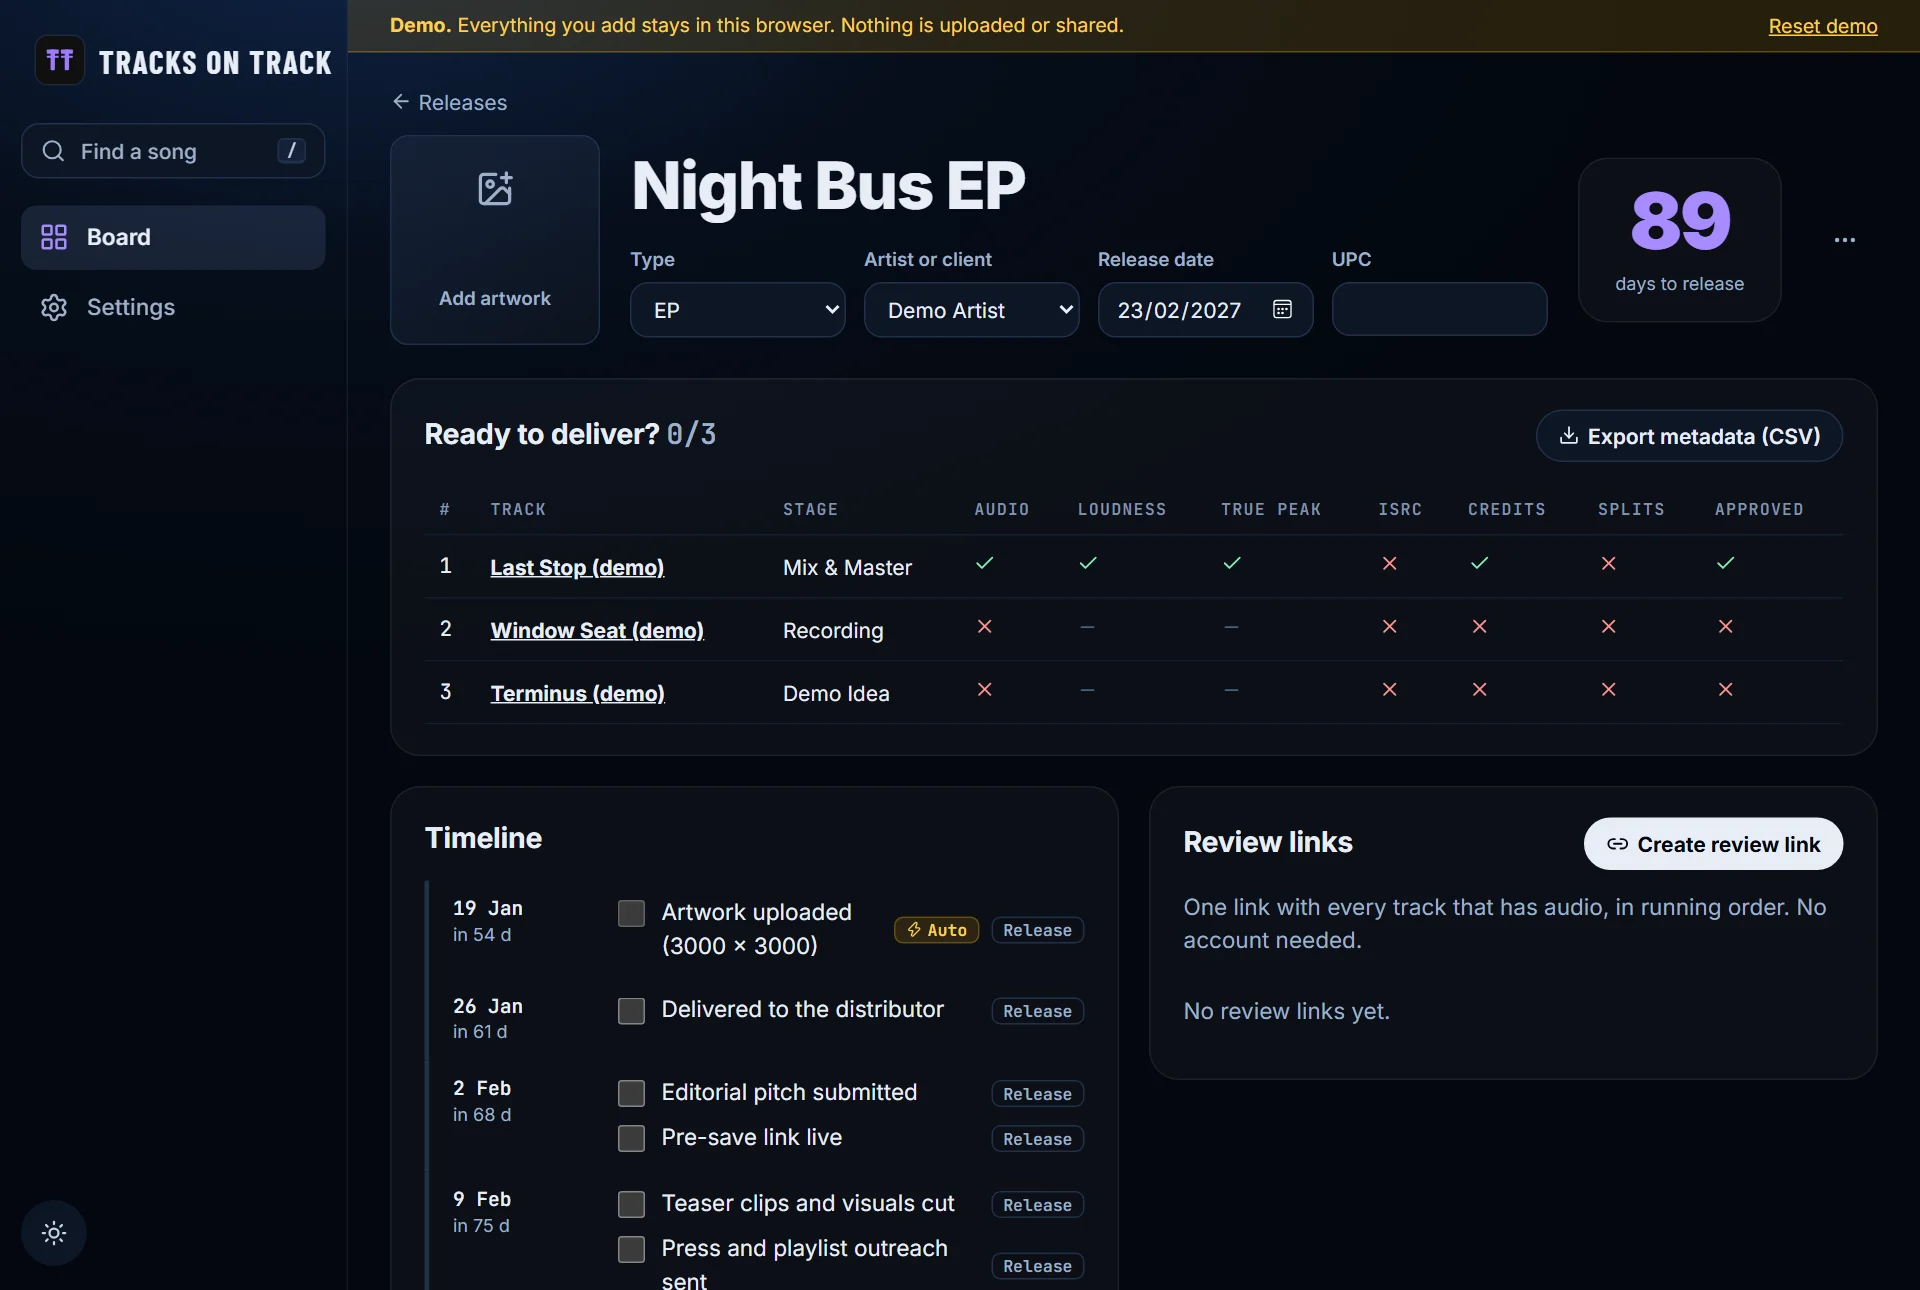 TRACKS ON TRACK
Find a song /
Board
Settings
Demo. Everything you add stays in this browser. Nothing is uploaded or shared.
Reset demo
Releases
Add artwork
Night Bus EP
Type
EP
Artist or client
Demo Artist
Release date
23/02/2027
UPC
89
days to release
Ready to deliver? 0/3
Export metadata (CSV)
# TRACK STAGE AUDIO LOUDNESS TRUE PEAK ISRC CREDITS SPLITS APPROVED
1 Last Stop (demo) Mix & Master
2 Window Seat (demo) Recording – –
3 Terminus (demo) Demo Idea – –
Timeline
19 Jan
in 54 d
Artwork uploaded
(3000 × 3000)
Auto Release
26 Jan
in 61 d
Delivered to the distributor Release
2 Feb
in 68 d
Editorial pitch submitted Release
Pre-save link live Release
9 Feb
in 75 d
Teaser clips and visuals cut Release
Press and playlist outreach
sent
Release
Review links
Create review link
One link with every track that has audio, in running order. No
account needed.
No review links yet.